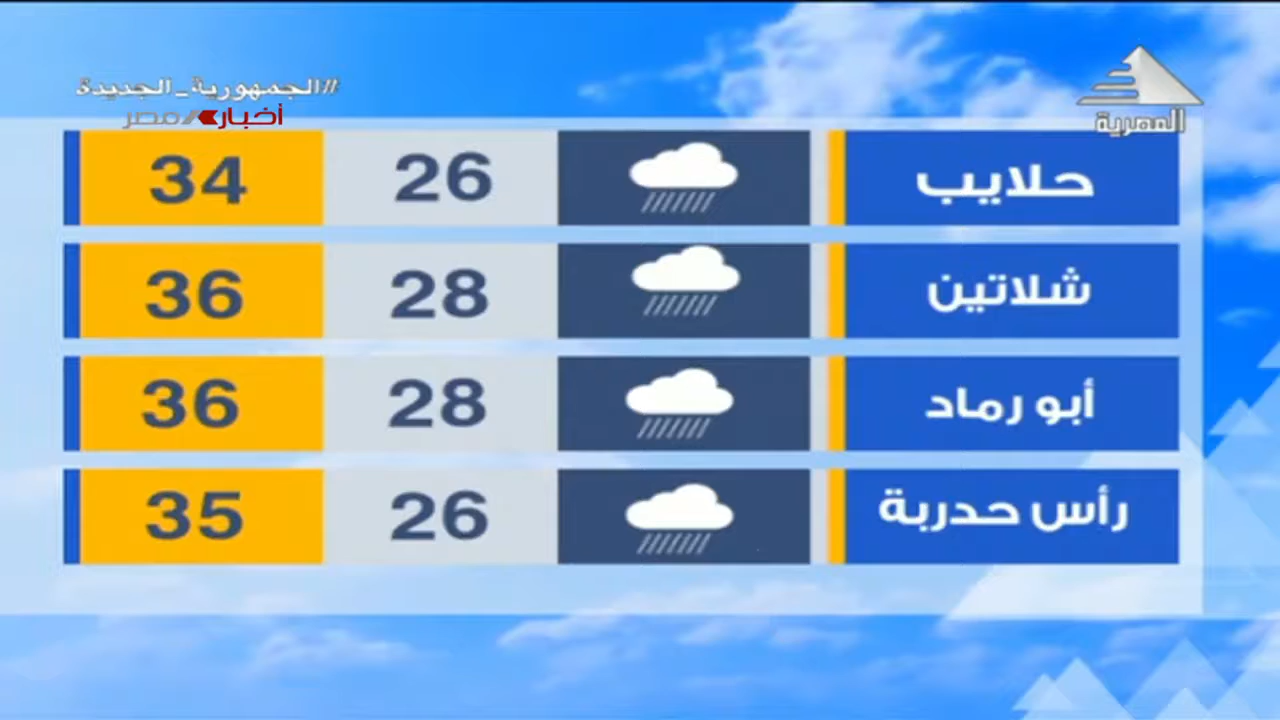 #الجمهورية_الجديدة
أخبار مصر
المصرية
حلايب 26 34
شلاتين 28 36
أبو رماد 28 36
رأس حدربة 26 35